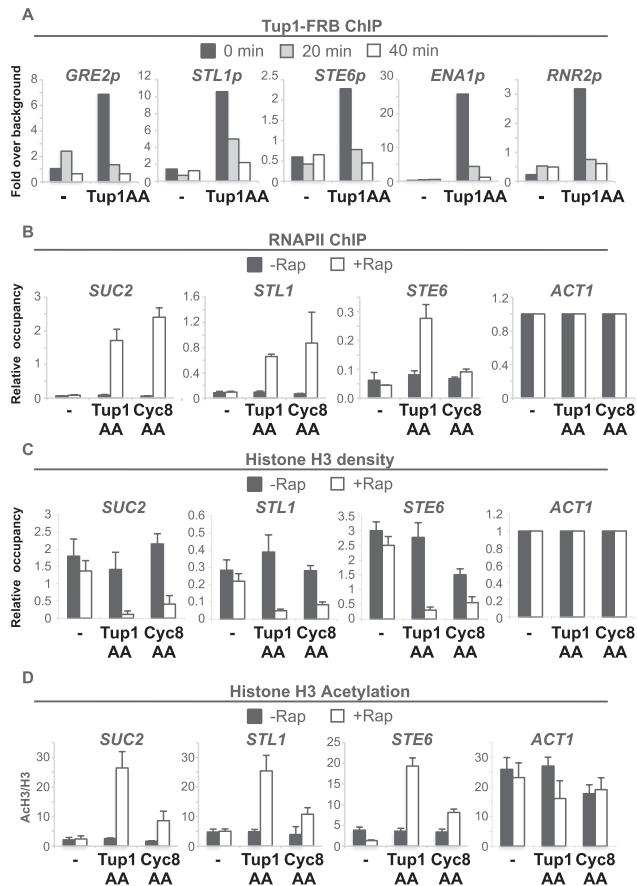 A
Tup1-FRB ChIP
0 min 20 min 40 min
GRE2p STL1p STE6p ENA1p RNR2p
Fold over background
8 6 4 2 0
12 10 8 6 4 2 0
2.5 2 1.5 1 0.5 0
30 20 10 0
3 2 1 0
- Tup1AA - Tup1AA - Tup1AA - Tup1AA - Tup1AA
B
RNAPII ChIP
-Rap +Rap
SUC2 STL1 STE6 ACT1
Relative occupancy
3 2 1 0
1.6 1.2 0.8 0.4 0
0.3 0.2 0.1 0.0
1.2 0.8 0.4 0
- Tup1 Cyc8 - Tup1 Cyc8 - Tup1 Cyc8 - Tup1 Cyc8
AA AA AA AA AA AA AA AA
C
Histone H3 density
-Rap +Rap
SUC2 STL1 STE6 ACT1
Relative occupancy
3 2.5 2 1.5 1 0.5 0
0.6 0.4 0.3 0.2 0.1 0
3.5 3 2.5 2 1.5 1 0.5 0
1.2 1 0.8 0.6 0.4 0.2 0
- Tup1 Cyc8 - Tup1 Cyc8 - Tup1 Cyc8 - Tup1 Cyc8
AA AA AA AA AA AA AA AA
D
Histone H3 Acetylation
-Rap +Rap
SUC2 STL1 STE6 ACT1
AcH3/H3
30 20 10 0
30 20 10 0
25 20 15 10 5 0
30 20 10 0
- Tup1 Cyc8 - Tup1 Cyc8 - Tup1 Cyc8 - Tup1 Cyc8
AA AA AA AA AA AA AA AA